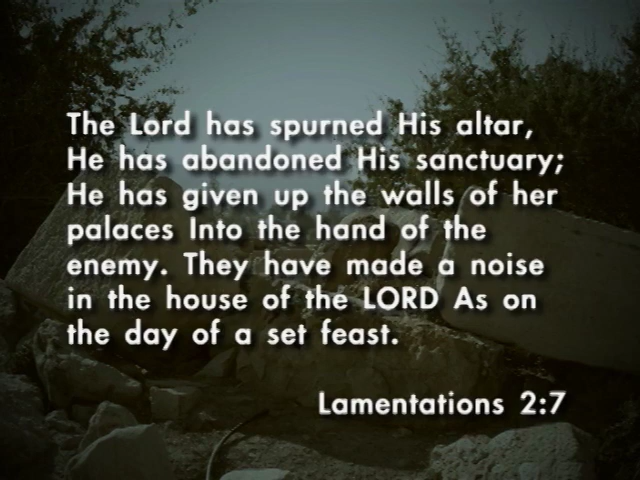 The Lord has spurned His altar,
He has abandoned His sanctuary;
He has given up the walls of her
palaces Into the hand of the
enemy. They have made a noise
in the house of the LORD As on
the day of a set feast.
Lamentations 2:7